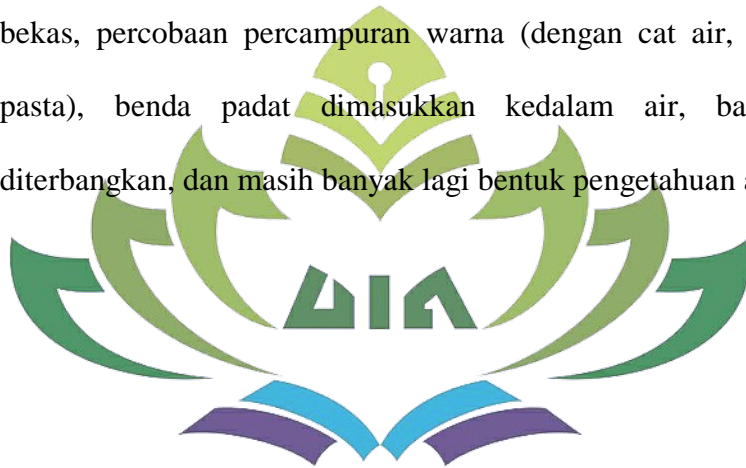 bekas, percobaan percampuran warna (dengan cat air,
pasta), benda padat dimasukkan kedalam air, ba
diterbangkan, dan masih banyak lagi bentuk pengetahuan a
UIN